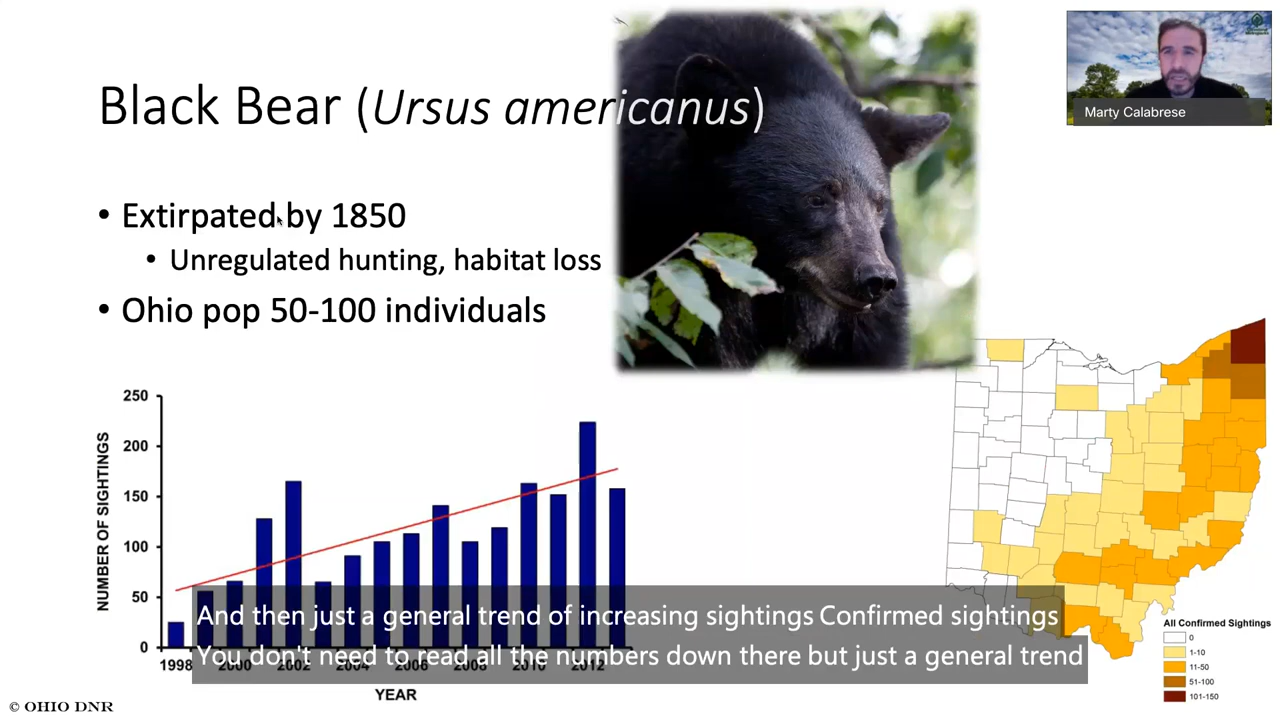 Black Bear (Ursus americanus)
Marty Calabrese
• Extirpated by 1850
• Unregulated hunting, habitat loss
• Ohio pop 50-100 individuals
250
200
150
100
50
0
NUMBER OF SIGHTINGS
1998 2000 2002 2004 2006 2008 2010 2012
YEAR
And then just a general trend of increasing sightings Confirmed sightings
You don't need to read all the numbers down there but just a general trend
All Confirmed Sightings
0
1-10
11-50
51-100
101-150
© OHIO DNR